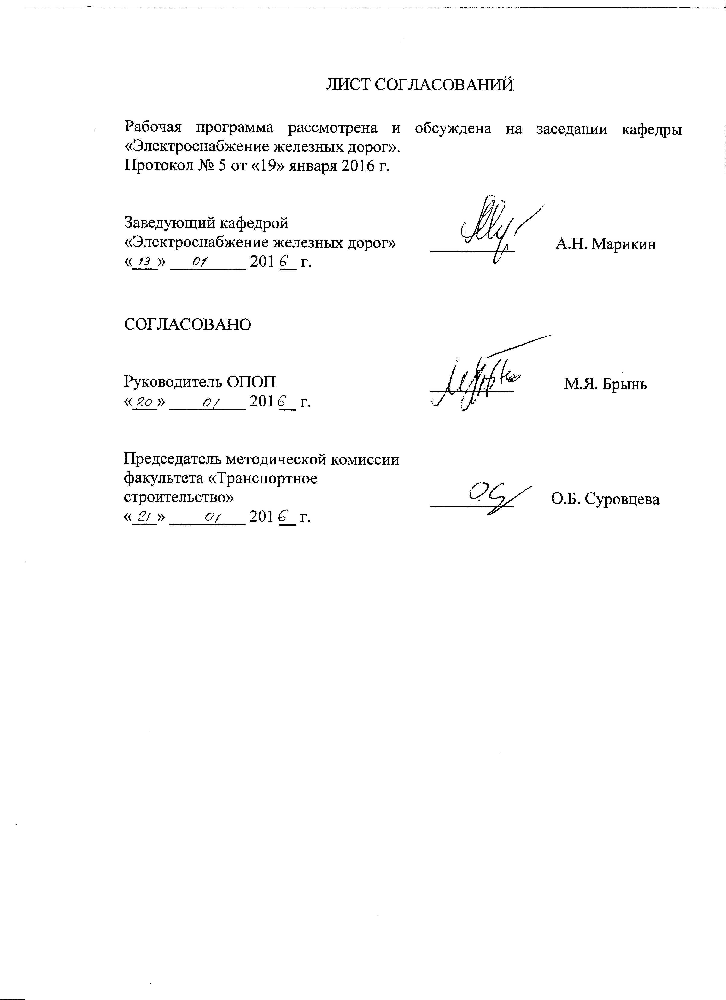 ЛИСТ СОГЛАСОВАНИЙ
Рабочая программа рассмотрена и обсуждена на заседании кафедры
«Электроснабжение железных дорог».
Протокол № 5 от «19» января 2016 г.
Заведующий кафедрой
«Электроснабжение железных дорог» А.Н. Марикин
«19» 01 2016 г.
СОГЛАСОВАНО
Руководитель ОПОП М.Я. Брынь
«20» 01 2016 г.
Председатель методической комиссии
факультета «Транспортное
строительство» О.Б. Суровцева
«21» 01 2016 г.